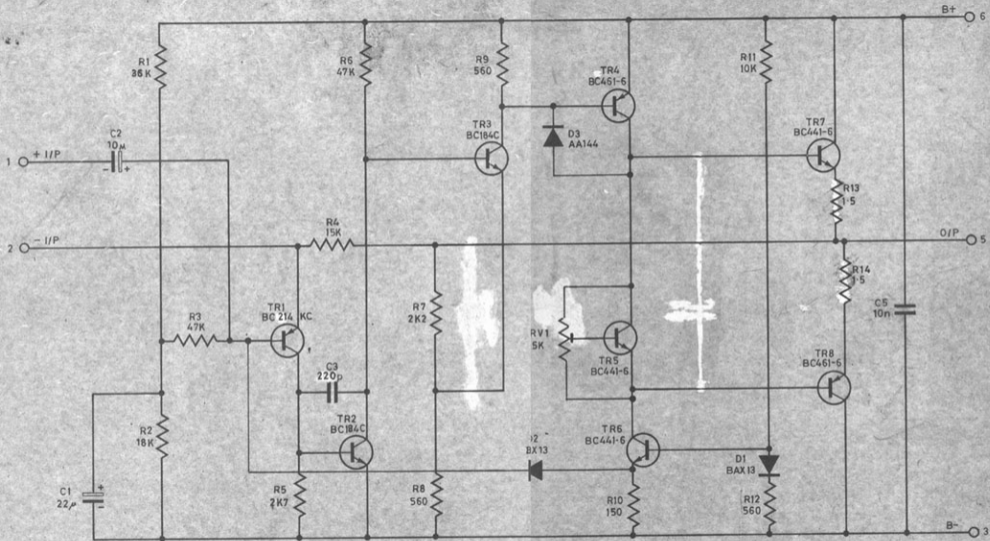 B+
6
R1
36K
R6
47K
R9
560
TR4
BC461-6
R11
10K
C2
10µ
TR3
BC184C
D3
AA144
TR7
BC441-6
1
+ I/P
- +
R13
1·5
2
- I/P
R4
15K
O/P
5
R14
1·5
R3
47K
TR1
BC 214 KC
R7
2K2
RV1
5K
TR5
BC441-6
C5
10n
C3
220p
TR8
BC461-6
R2
18K
TR2
BC184C
TR6
BC441-6
BX13
D1
BAX13
C1
22µ
+
-
R5
2K7
R8
560
R10
150
R12
560
B-
3